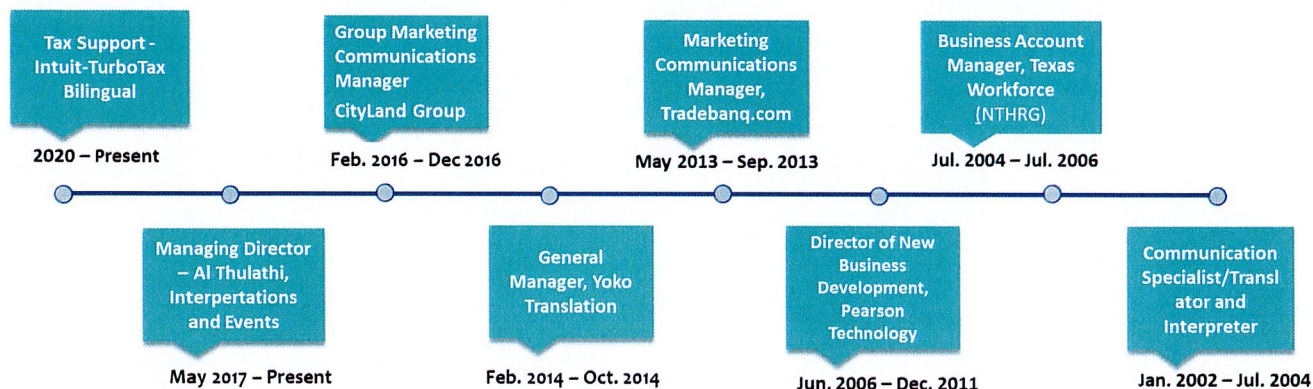 Tax Support -
Intuit-TurboTax
Bilingual
2020 – Present
Group Marketing
Communications
Manager
CityLand Group
Feb. 2016 – Dec 2016
Marketing
Communications
Manager,
Tradebanq.com
May 2013 – Sep. 2013
Business Account
Manager, Texas
Workforce
(NTHRG)
Jul. 2004 – Jul. 2006
Managing Director
– Al Thulathi,
Interpertations
and Events
May 2017 – Present
General
Manager, Yoko
Translation
Feb. 2014 – Oct. 2014
Director of New
Business
Development,
Pearson
Technology
Jun. 2006 – Dec. 2011
Communication
Specialist/Transl
ator and
Interpreter
Jan. 2002 – Jul. 2004